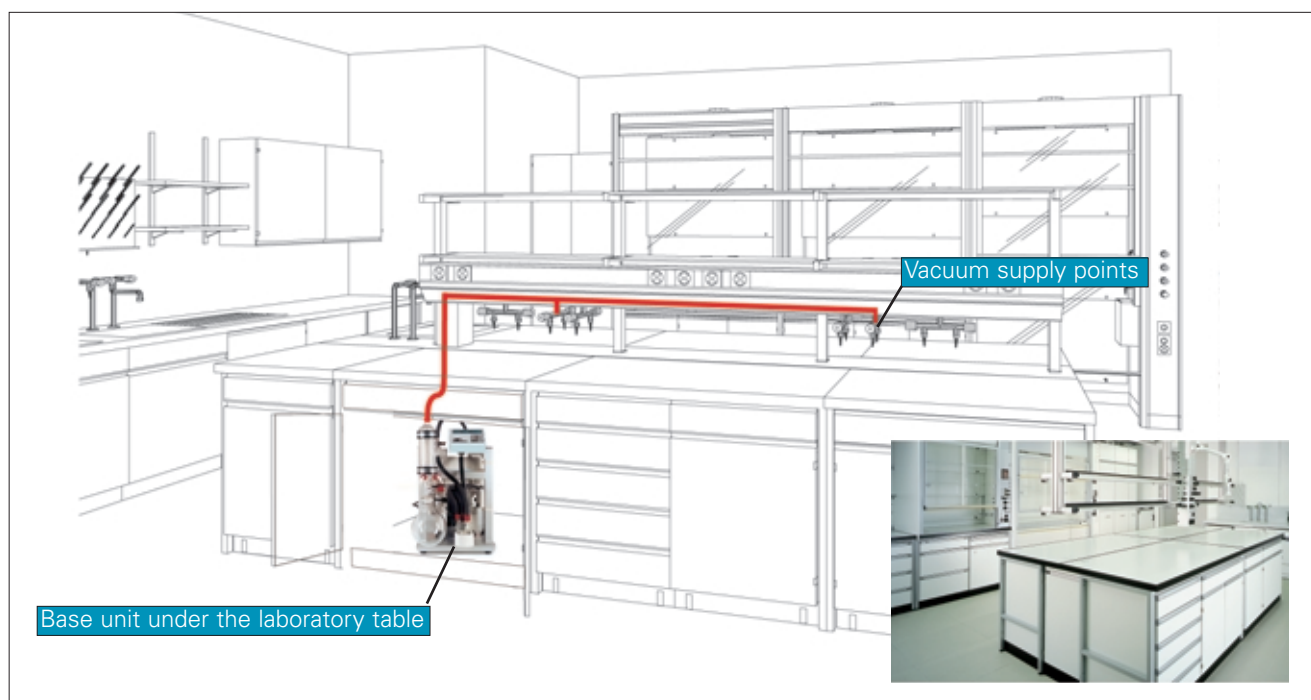 Vacuum supply points
Base unit under the laboratory table